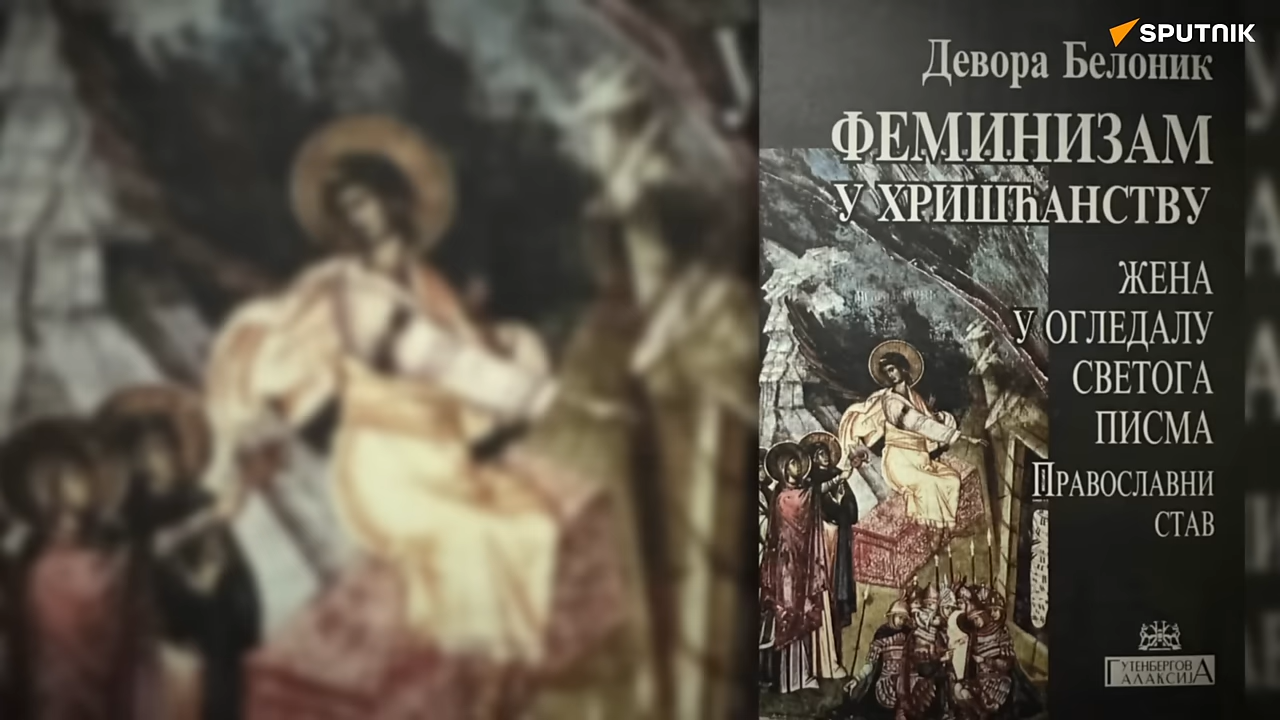 SPUTNIK
Девора Белоник
ФЕМИНИЗАМ
У ХРИШЋАНСТВУ
ЖЕНА
У ОГЛЕДАЛУ
СВЕТОГА
ПИСМА
ПРАВОСЛАВНИ
СТАВ
ГУТЕНБЕРГОВА
ГАЛАКСИЈА